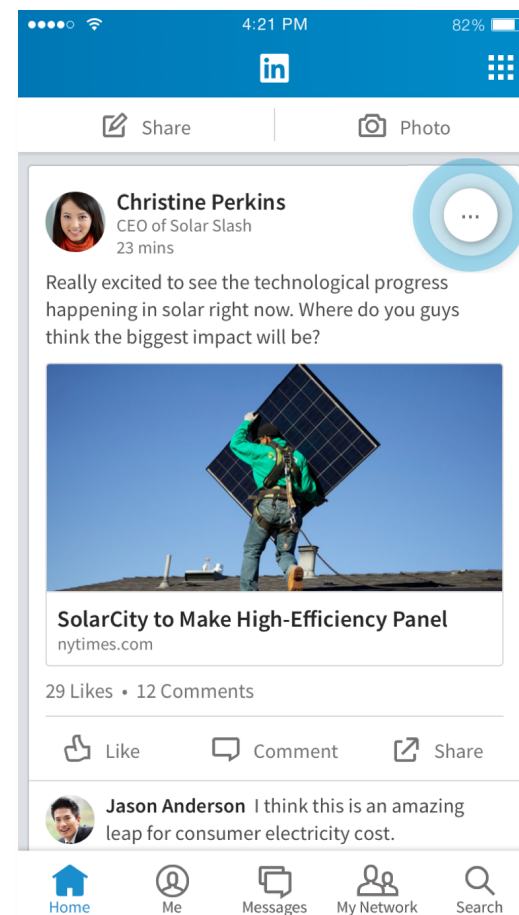 4:21 PM
82%
in
Share
Photo
Christine Perkins
...
CEO of Solar Slash
23 mins
Really excited to see the technological progress
happening in solar right now. Where do you guys
think the biggest impact will be?
SolarCity to Make High-Efficiency Panel
nytimes.com
29 Likes • 12 Comments
Like
Comment
Share
Jason Anderson I think this is an amazing
leap for consumer electricity cost.
Home
Me
Messages
My Network
Search